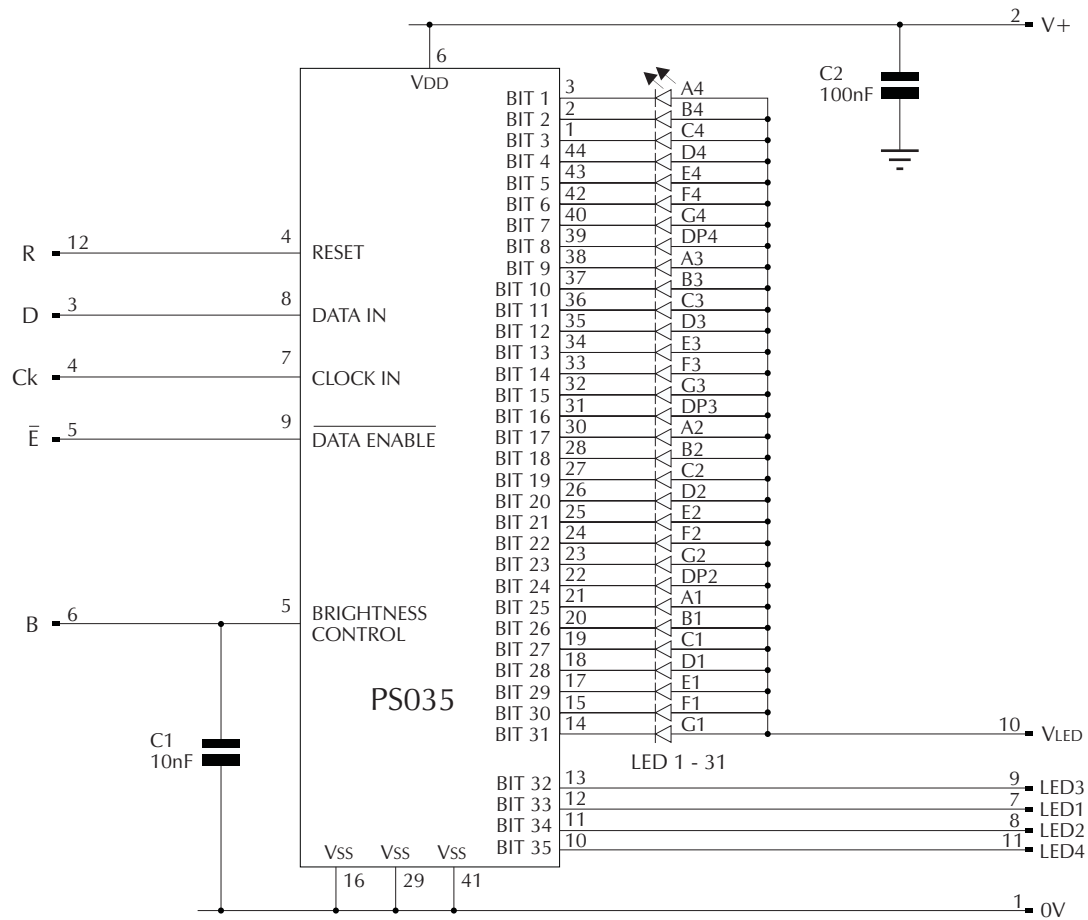 2 V+
6
VDD
C2
100nF
BIT 1 3 A4
BIT 2 2 B4
BIT 3 1 C4
BIT 4 44 D4
BIT 5 43 E4
BIT 6 42 F4
BIT 7 40 G4
BIT 8 39 DP4
BIT 9 38 A3
BIT 10 37 B3
BIT 11 36 C3
BIT 12 35 D3
BIT 13 34 E3
BIT 14 33 F3
BIT 15 32 G3
BIT 16 31 DP3
BIT 17 30 A2
BIT 18 28 B2
BIT 19 27 C2
BIT 20 26 D2
BIT 21 25 E2
BIT 22 24 F2
BIT 23 23 G2
BIT 24 22 DP2
BIT 25 21 A1
BIT 26 20 B1
BIT 27 19 C1
BIT 28 18 D1
BIT 29 17 E1
BIT 30 15 F1
BIT 31 14 G1
10 VLED
LED 1 - 31
BIT 32 13 9 LED3
BIT 33 12 7 LED1
BIT 34 11 8 LED2
BIT 35 10 11 LED4
R 12 4 RESET
D 3 8 DATA IN
Ck 4 7 CLOCK IN
E̅ 5 9 D̅A̅T̅A̅ E̅N̅A̅B̅L̅E̅
B 6 5 BRIGHTNESS
CONTROL
PS035
C1
10nF
VSS VSS VSS
16 29 41
1 0V